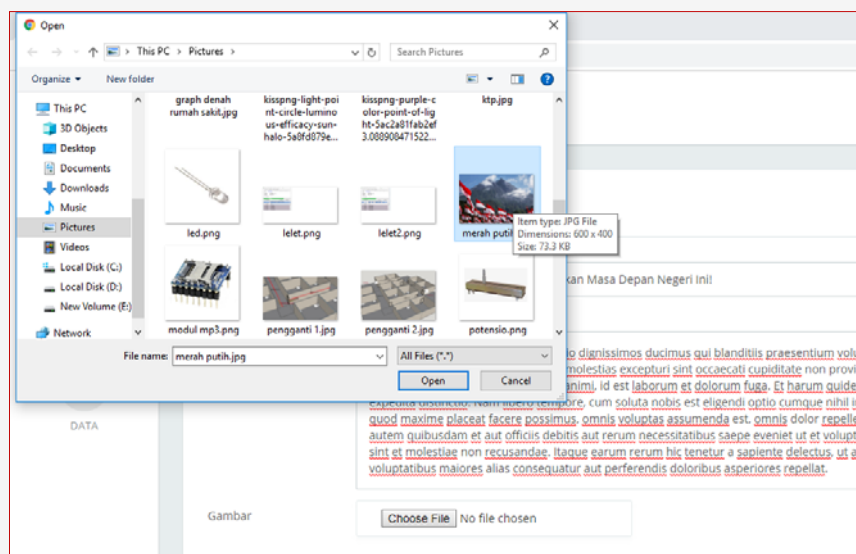 Open
This PC > Pictures >
Search Pictures
Organize
New folder
This PC
3D Objects
Desktop
Documents
Downloads
Music
Pictures
Videos
Local Disk (C:)
Local Disk (D:)
New Volume (E:)
Network
graph denah
rumah sakit.jpg
kisspng-light-poi
nt-circle-lumino
us-efficacy-sun-
halo-5a8fd879e...
kisspng-purple-c
olor-point-of-lig
ht-5ac2a81fab2ef
3.088908471522...
ktp.jpg
led.png
lelet.png
lelet2.png
merah puti
Item type: JPG File
Dimensions: 600 x 400
Size: 73.3 KB
modul mp3.png
pengganti 1.jpg
pengganti 2.jpg
potensio.png
File name:
merah putih.jpg
All Files (*.*)
Open
Cancel
kan Masa Depan Negeri Ini!
io dignissimos ducimus qui blanditiis praesentium volu
molestias excepturi sint occaecati cupiditate non provi
animi, id est laborum et dolorum fuga. Et harum quide
expedita distinctio. Nam libero tempore, cum soluta nobis est eligendi optio cumque nihil i
quod maxime placeat facere possimus, omnis voluptas assumenda est, omnis dolor repelle
autem quibusdam et aut officiis debitis aut rerum necessitatibus saepe eveniet ut et volupt
sint et molestiae non recusandae. Itaque earum rerum hic tenetur a sapiente delectus, ut a
voluptatibus maiores alias consequatur aut perferendis doloribus asperiores repellat.
DATA
Gambar
Choose File
No file chosen